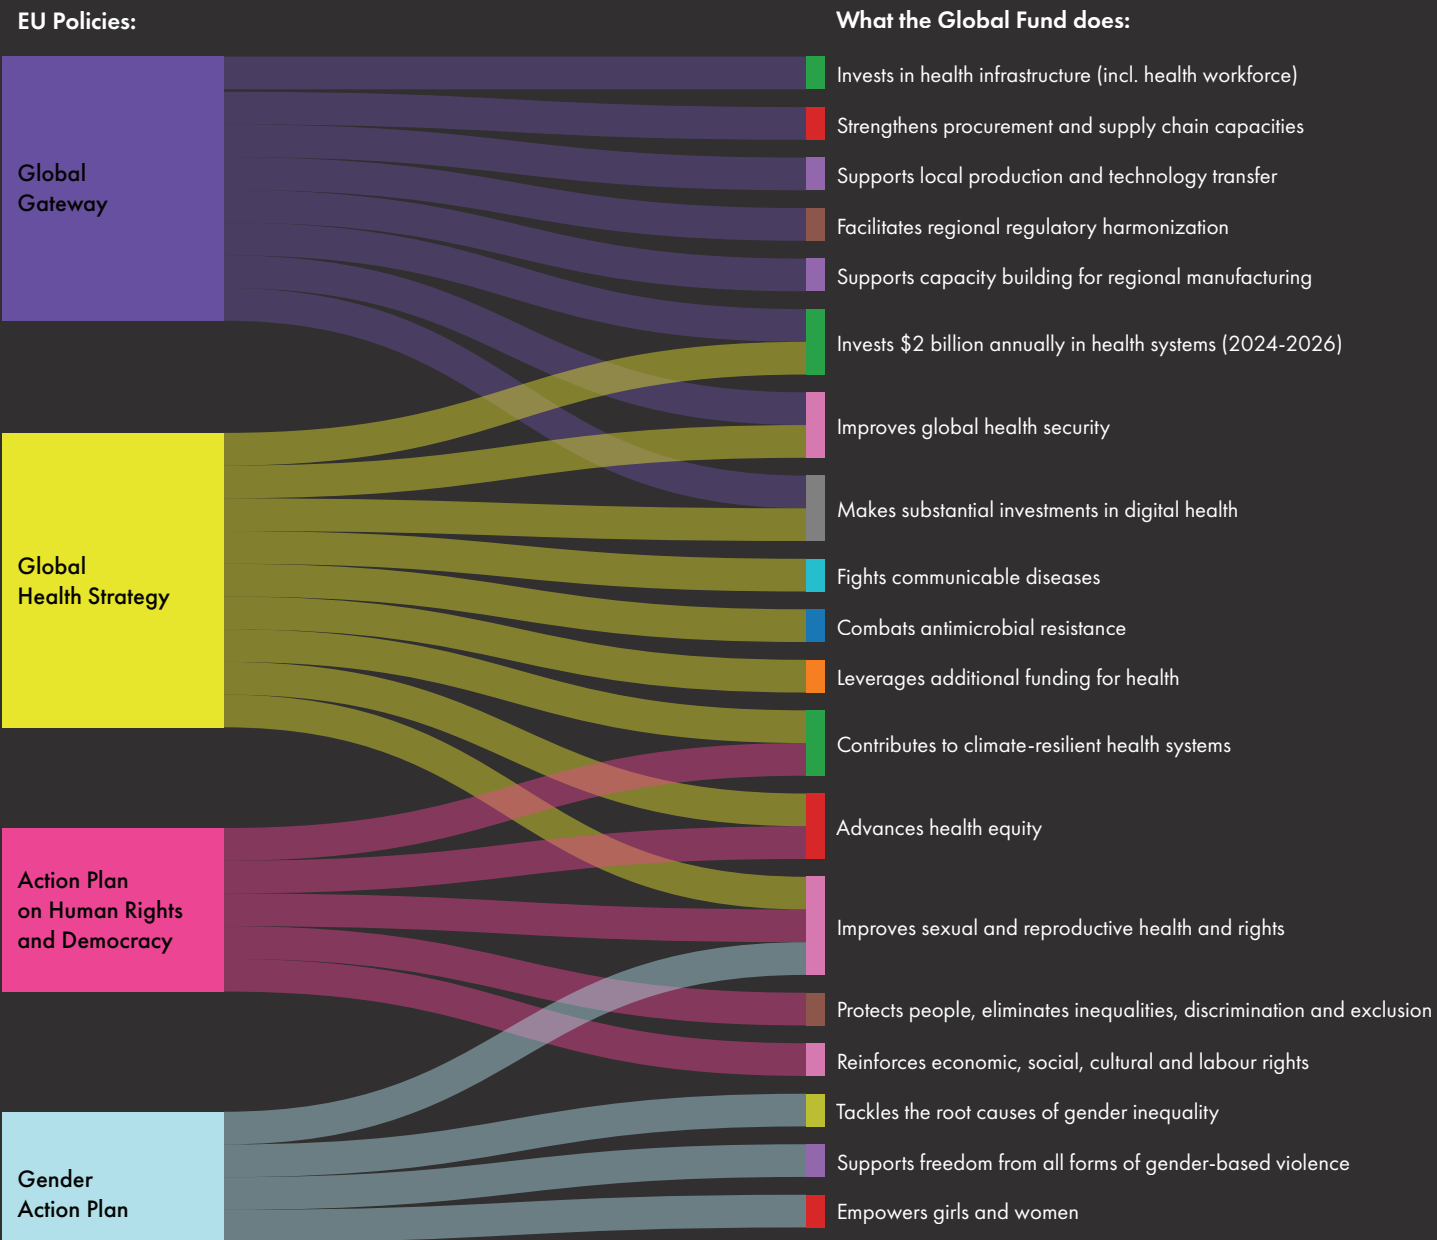 EU Policies:
Global
Gateway
Global
Health Strategy
Action Plan
on Human Rights
and Democracy
Gender
Action Plan
What the Global Fund does:
Invests in health infrastructure (incl. health workforce)
Strengthens procurement and supply chain capacities
Supports local production and technology transfer
Facilitates regional regulatory harmonization
Supports capacity building for regional manufacturing
Invests $2 billion annually in health systems (2024-2026)
Improves global health security
Makes substantial investments in digital health
Fights communicable diseases
Combats antimicrobial resistance
Leverages additional funding for health
Contributes to climate-resilient health systems
Advances health equity
Improves sexual and reproductive health and rights
Protects people, eliminates inequalities, discrimination and exclusion
Reinforces economic, social, cultural and labour rights
Tackles the root causes of gender inequality
Supports freedom from all forms of gender-based violence
Empowers girls and women